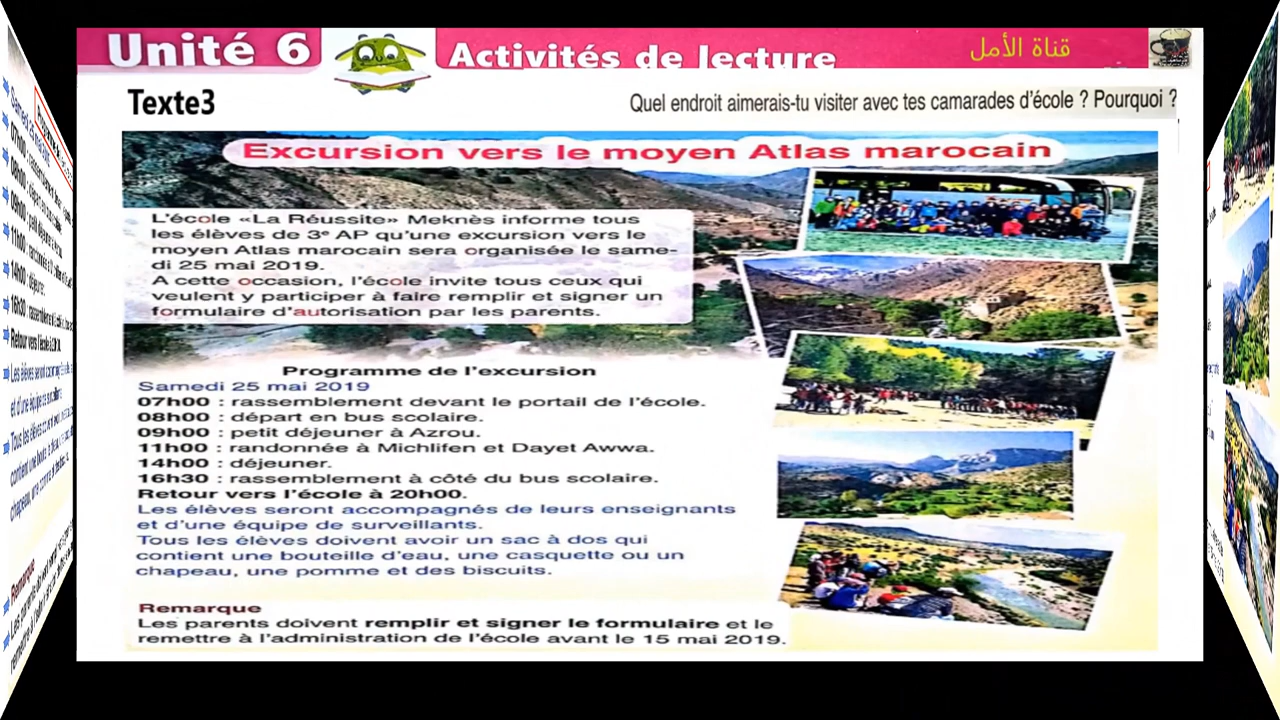 Unité 6
Activités de lecture
قناة الأمل
Texte3
Quel endroit aimerais-tu visiter avec tes camarades d'école ? Pourquoi ?
Excursion vers le moyen Atlas marocain
L'école «La Réussite» Meknès informe tous
les élèves de 3e AP qu'une excursion vers le
moyen Atlas marocain sera organisée le same-
di 25 mai 2019.
A cette occasion, l'école invite tous ceux qui
veulent y participer à faire remplir et signer un
formulaire d'autorisation par les parents.
Programme de l'excursion
Samedi 25 mai 2019
07h00 : rassemblement devant le portail de l'école.
08h00 : départ en bus scolaire.
09h00 : petit déjeuner à Azrou.
11h00 : randonnée à Michlifen et Dayet Awwa.
14h00 : déjeuner.
16h30 : rassemblement à côté du bus scolaire.
Retour vers l'école à 20h00.
Les élèves seront accompagnés de leurs enseignants
et d'une équipe de surveillants.
Tous les élèves doivent avoir un sac à dos qui
contient une bouteille d'eau, une casquette ou un
chapeau, une pomme et des biscuits.
Remarque
Les parents doivent remplir et signer le formulaire et le
remettre à l'administration de l'école avant le 15 mai 2019.